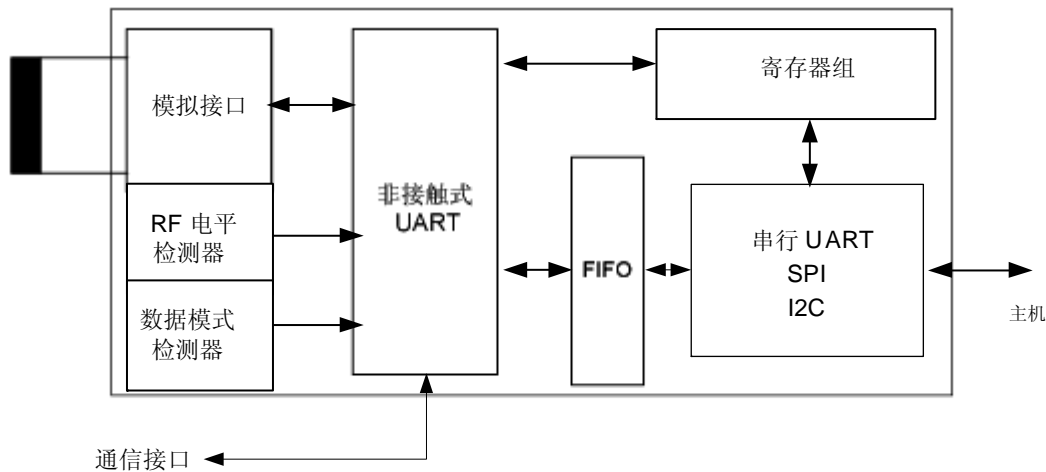 模拟接口
RF 电平
检测器
数据模式
检测器
非接触式
UART
FIFO
寄存器组
串行 UART
SPI
I2C
主机
通信接口